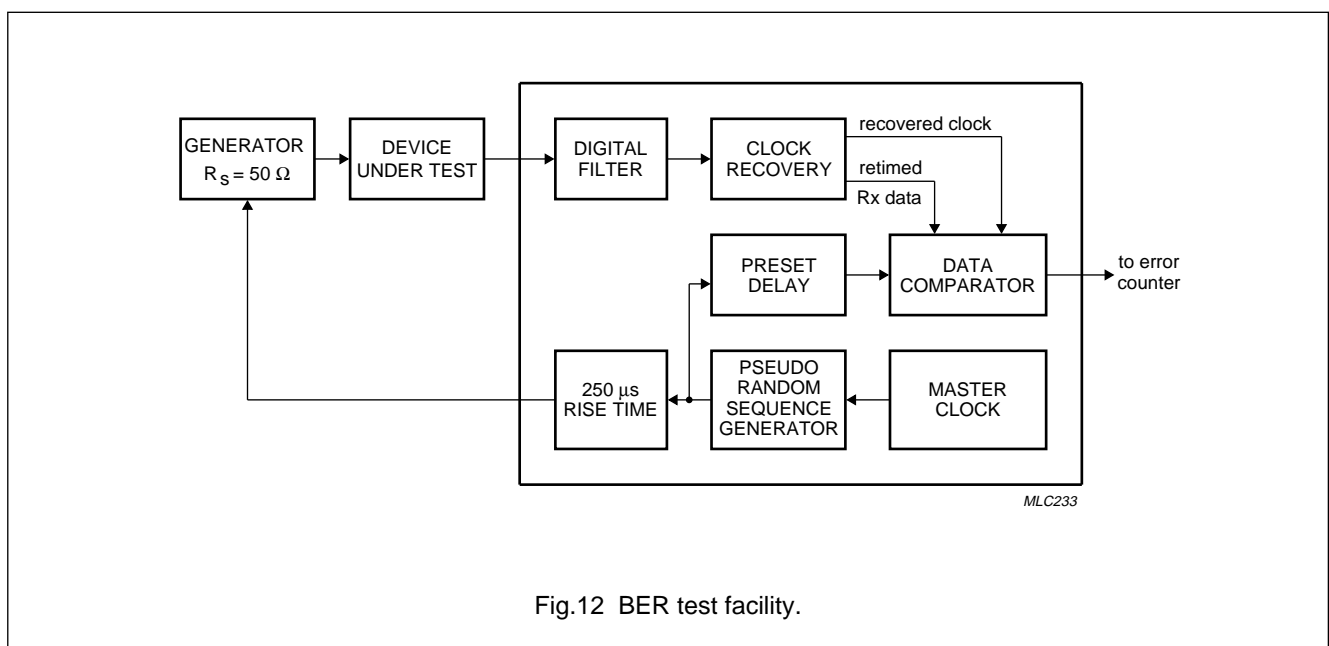 GENERATOR
RS = 50 Ω
DEVICE
UNDER TEST
DIGITAL
FILTER
CLOCK
RECOVERY
recovered clock
retimed
Rx data
PRESET
DELAY
DATA
COMPARATOR
to error
counter
250 µs
RISE TIME
PSEUDO
RANDOM
SEQUENCE
GENERATOR
MASTER
CLOCK
MLC233
Fig.12 BER test facility.